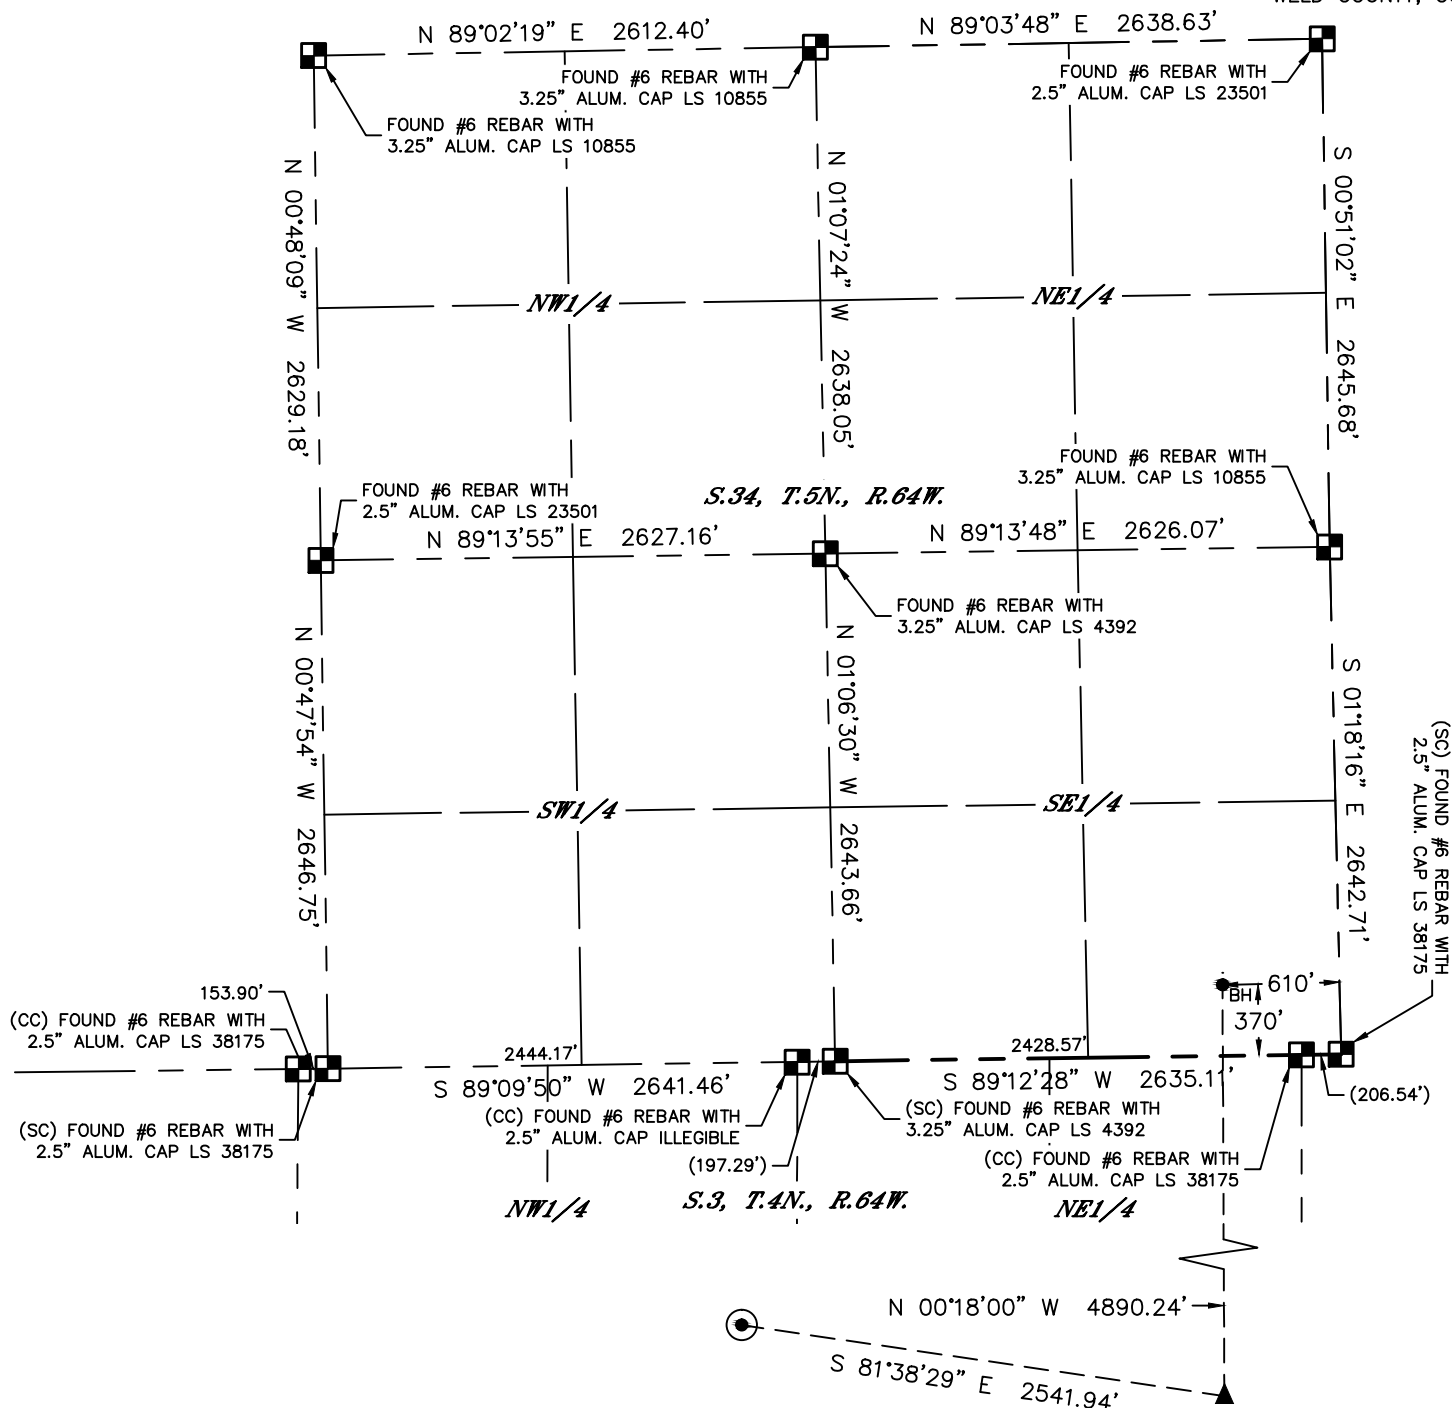 N 89°02'19" E 2612.40'
N 89°03'48" E 2638.63'
FOUND #6 REBAR WITH
3.25" ALUM. CAP LS 10855
FOUND #6 REBAR WITH
3.25" ALUM. CAP LS 10855
FOUND #6 REBAR WITH
2.5" ALUM. CAP LS 23501
N 00°48'09" W 2629.18'
N 01°07'24" W 2638.05'
S 00°51'02" E 2645.68'
NW1/4
NE1/4
FOUND #6 REBAR WITH
2.5" ALUM. CAP LS 23501
S.34, T.5N., R.64W.
FOUND #6 REBAR WITH
3.25" ALUM. CAP LS 10855
N 89°13'55" E 2627.16'
N 89°13'48" E 2626.07'
FOUND #6 REBAR WITH
3.25" ALUM. CAP LS 4392
N 00°47'54" W 2646.75'
N 01°06'30" W 2643.66'
S 01°18'16" E 2642.71'
(SC) FOUND #6 REBAR WITH
2.5" ALUM. CAP LS 38175
SW1/4
SE1/4
153.90'
(CC) FOUND #6 REBAR WITH
2.5" ALUM. CAP LS 38175
BH
610'
370'
2444.17'
2428.57'
S 89°09'50" W 2641.46'
S 89°12'28" W 2635.11'
(206.54')
(SC) FOUND #6 REBAR WITH
2.5" ALUM. CAP LS 38175
(CC) FOUND #6 REBAR WITH
2.5" ALUM. CAP ILLEGIBLE
(SC) FOUND #6 REBAR WITH
3.25" ALUM. CAP LS 4392
(197.29')
(CC) FOUND #6 REBAR WITH
2.5" ALUM. CAP LS 38175
NW1/4
S.3, T.4N., R.64W.
NE1/4
N 00°18'00" W 4890.24'
S 81°38'29" E 2541.94'